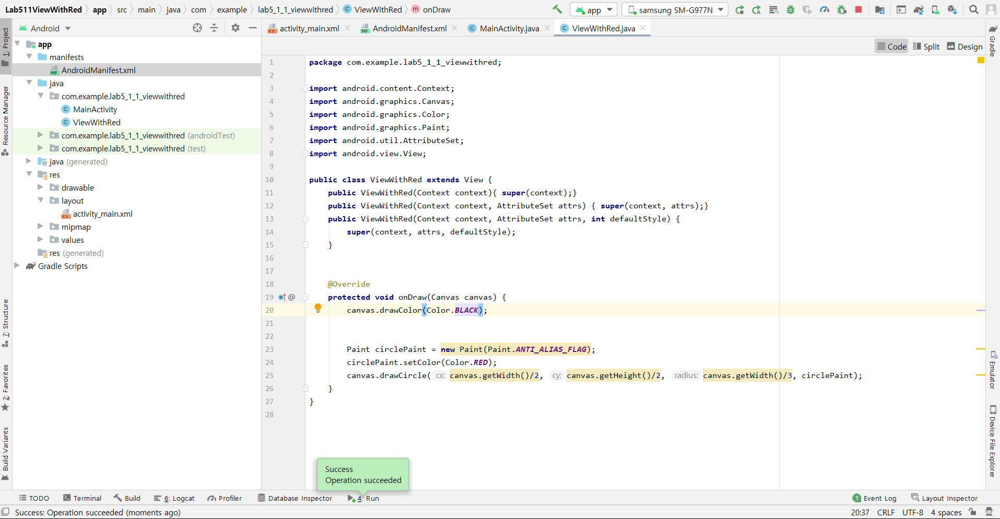 Lab511ViewWithRed app src main java com example lab5_1_1_viewwithred ViewWithRed onDraw app samsung SM-G977N
Android activity_main.xml AndroidManifest.xml MainActivity.java ViewWithRed.java
Code Split Design
1: Project
Resource Manager
7: Structure
2: Favorites
Build Variants
app
manifests
AndroidManifest.xml
java
com.example.lab5_1_1_viewwithred
MainActivity
ViewWithRed
com.example.lab5_1_1_viewwithred (androidTest)
com.example.lab5_1_1_viewwithred (test)
java (generated)
res
drawable
layout
activity_main.xml
mipmap
values
res (generated)
Gradle Scripts
1 package com.example.lab5_1_1_viewwithred;
2
3 import android.content.Context;
4 import android.graphics.Canvas;
5 import android.graphics.Color;
6 import android.graphics.Paint;
7 import android.util.AttributeSet;
8 import android.view.View;
9
10 public class ViewWithRed extends View {
11 public ViewWithRed(Context context){ super(context);}
12 public ViewWithRed(Context context, AttributeSet attrs) { super(context, attrs);}
13 public ViewWithRed(Context context, AttributeSet attrs, int defaultStyle) {
14 super(context, attrs, defaultStyle);
15 }
16
17
18 @Override
19 protected void onDraw(Canvas canvas) {
20 canvas.drawColor(Color.BLACK);
21
22
23 Paint circlePaint = new Paint(Paint.ANTI_ALIAS_FLAG);
24 circlePaint.setColor(Color.RED);
25 canvas.drawCircle( cx: canvas.getWidth()/2, cy: canvas.getHeight()/2, radius: canvas.getWidth()/3, circlePaint);
26 }
27 }
28
Gradle
Emulator
Device File Explorer
Success
Operation succeeded
TODO Terminal Build 6: Logcat Profiler Database Inspector 4: Run 1 Event Log Layout Inspector
Success: Operation succeeded (moments ago) 20:37 CRLF UTF-8 4 spaces